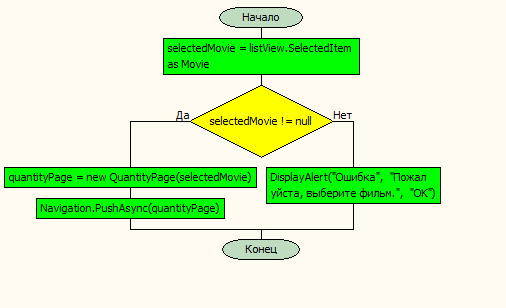 Начало
selectedMovie = listView.SelectedItem
as Movie
Да
selectedMovie != null
Нет
quantityPage = new QuantityPage(selectedMovie)
Navigation.PushAsync(quantityPage)
DisplayAlert("Ошибка", "Пожал
уйста, выберите фильм.", "OK")
Конец